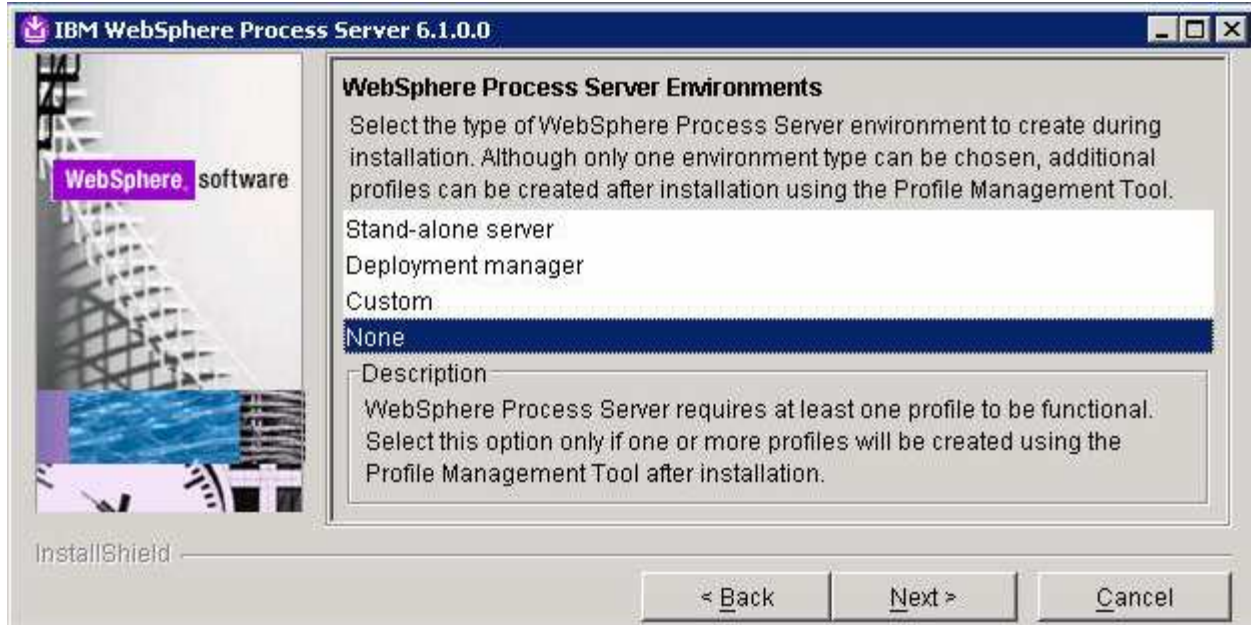 IBM WebSphere Process Server 6.1.0.0
WebSphere software
WebSphere Process Server Environments
Select the type of WebSphere Process Server environment to create during
installation. Although only one environment type can be chosen, additional
profiles can be created after installation using the Profile Management Tool.
Stand-alone server
Deployment manager
Custom
None
Description
WebSphere Process Server requires at least one profile to be functional.
Select this option only if one or more profiles will be created using the
Profile Management Tool after installation.
InstallShield
< Back Next > Cancel